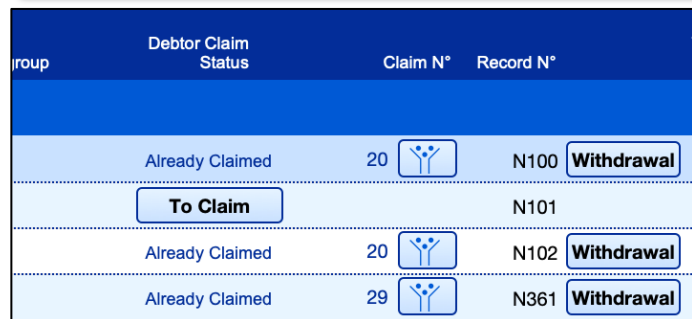 roup
Debtor Claim
Status
Claim N°
Record N°
Already Claimed 20 N100 Withdrawal
To Claim N101
Already Claimed 20 N102 Withdrawal
Already Claimed 29 N361 Withdrawal